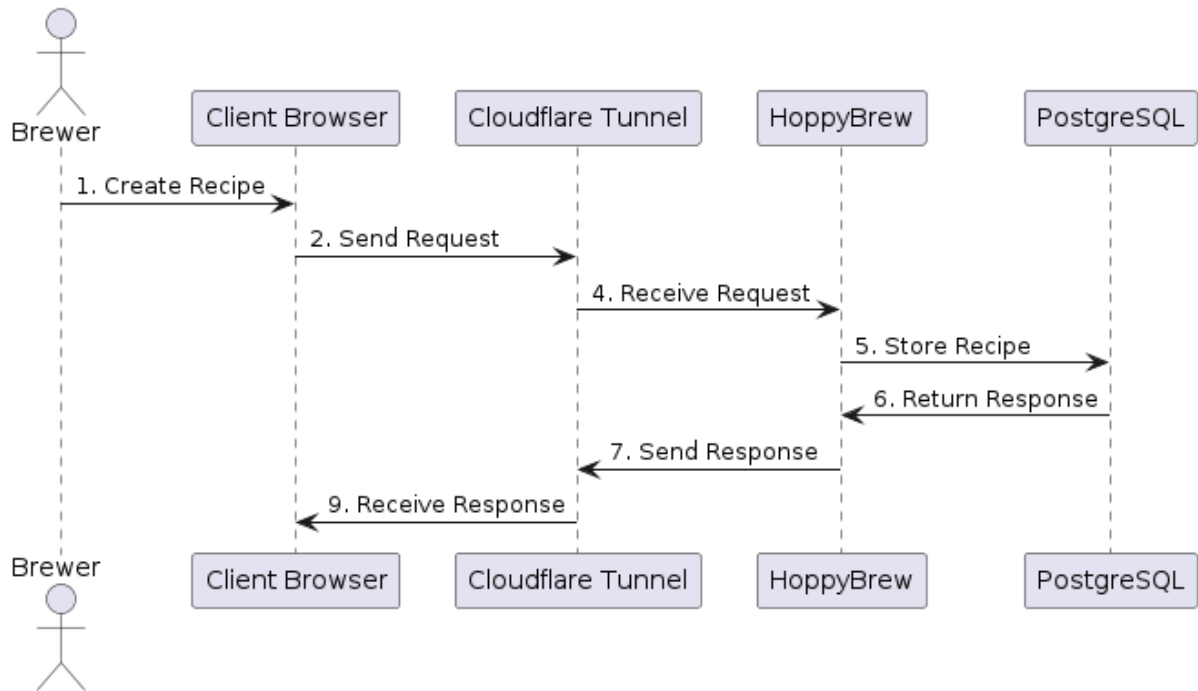 Brewer
Client Browser
Cloudflare Tunnel
HoppyBrew
PostgreSQL
1. Create Recipe
2. Send Request
4. Receive Request
5. Store Recipe
6. Return Response
7. Send Response
9. Receive Response
Brewer
Client Browser
Cloudflare Tunnel
HoppyBrew
PostgreSQL